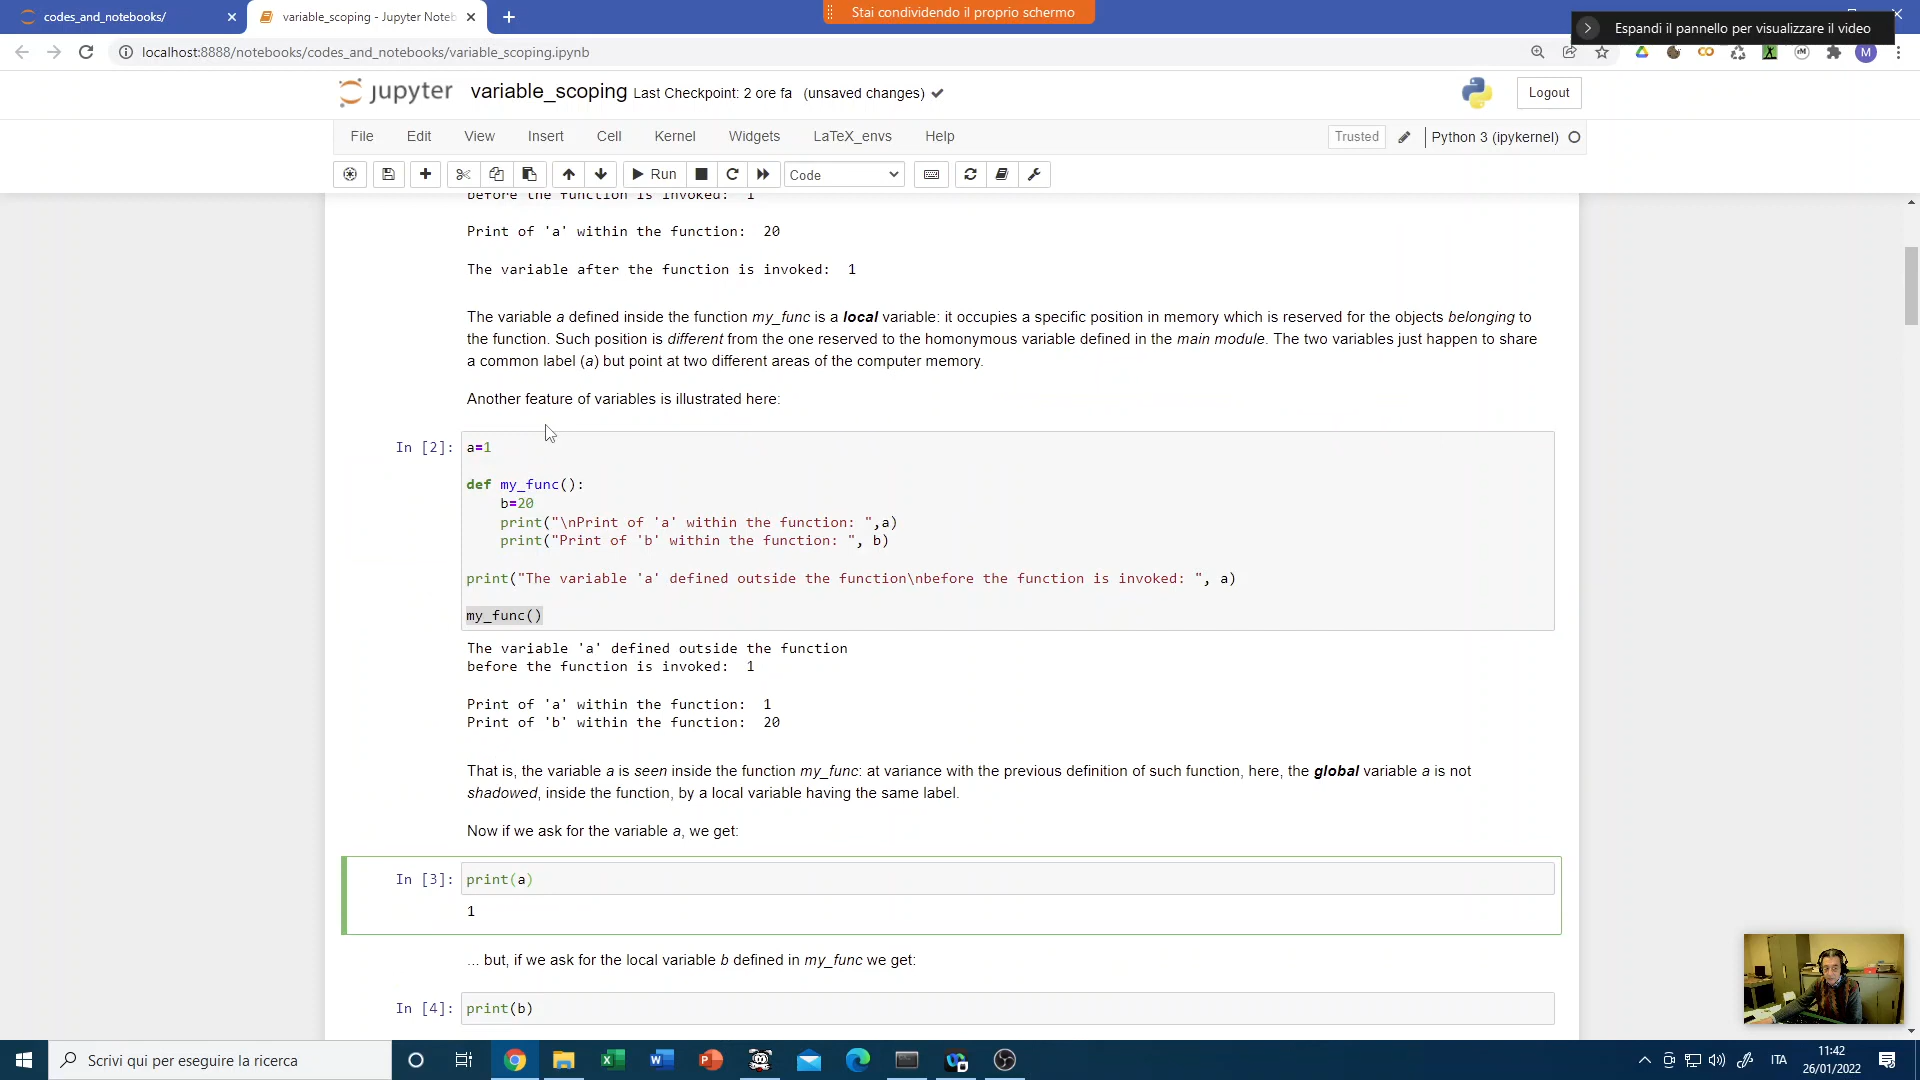 codes_and_notebooks/
variable_scoping - Jupyter Noteb
Stai condividendo il proprio schermo
Espandi il pannello per visualizzare il video
localhost:8888/notebooks/codes_and_notebooks/variable_scoping.ipynb
M
jupyter variable_scoping Last Checkpoint: 2 ore fa (unsaved changes)
Logout
File Edit View Insert Cell Kernel Widgets LaTeX_envs Help
Trusted Python 3 (ipykernel)
Run Code
before the function is invoked:  1
Print of 'a' within the function:  20
The variable after the function is invoked:  1
The variable a defined inside the function my_func is a local variable: it occupies a specific position in memory which is reserved for the objects belonging to
the function. Such position is different from the one reserved to the homonymous variable defined in the main module. The two variables just happen to share
a common label (a) but point at two different areas of the computer memory.
Another feature of variables is illustrated here:
In [2]: a=1
def my_func():
    b=20
    print("\nPrint of 'a' within the function: ",a)
    print("Print of 'b' within the function: ", b)
print("The variable 'a' defined outside the function\nbefore the function is invoked: ", a)
my_func()
The variable 'a' defined outside the function
before the function is invoked:  1
Print of 'a' within the function:  1
Print of 'b' within the function:  20
That is, the variable a is seen inside the function my_func: at variance with the previous definition of such function, here, the global variable a is not
shadowed, inside the function, by a local variable having the same label.
Now if we ask for the variable a, we get:
In [3]: print(a)
1
... but, if we ask for the local variable b defined in my_func we get:
In [4]: print(b)
Scrivi qui per eseguire la ricerca
ITA
11:42
26/01/2022